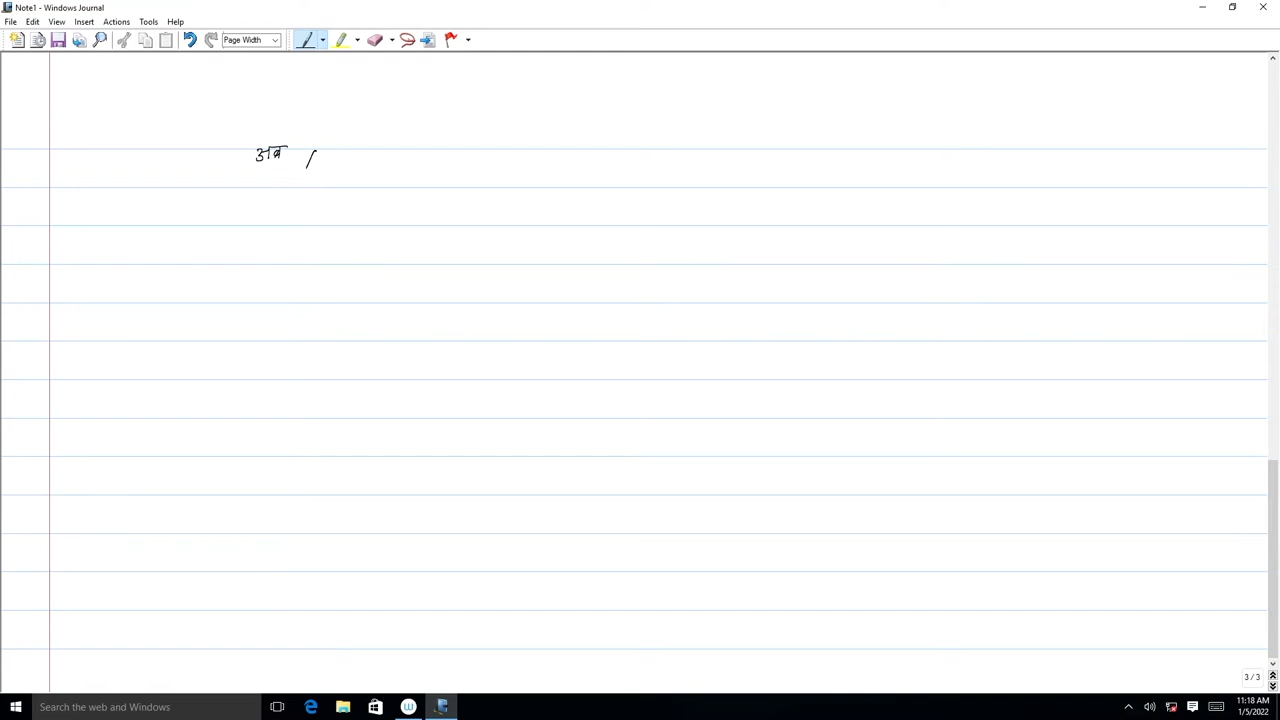 Note1 - Windows Journal
File Edit View Insert Actions Tools Help
Page Width
अब
3 / 3
Search the web and Windows
11:18 AM
1/5/2022